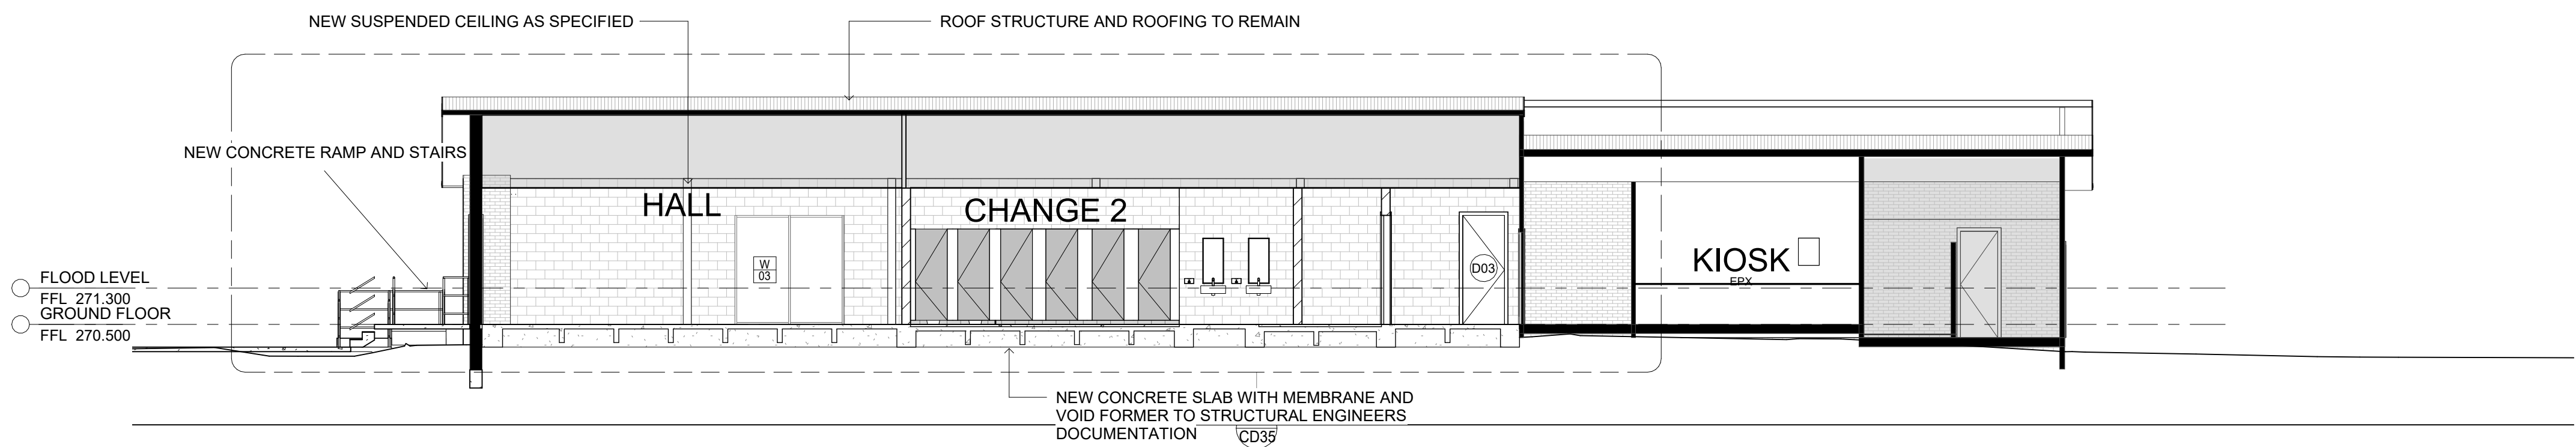 NEW SUSPENDED CEILING AS SPECIFIED
ROOF STRUCTURE AND ROOFING TO REMAIN
NEW CONCRETE RAMP AND STAIRS
HALL
CHANGE 2
W
03
D03
KIOSK
EPX
FLOOD LEVEL
FFL 271.300
GROUND FLOOR
FFL 270.500
NEW CONCRETE SLAB WITH MEMBRANE AND
VOID FORMER TO STRUCTURAL ENGINEERS
DOCUMENTATION
CD35